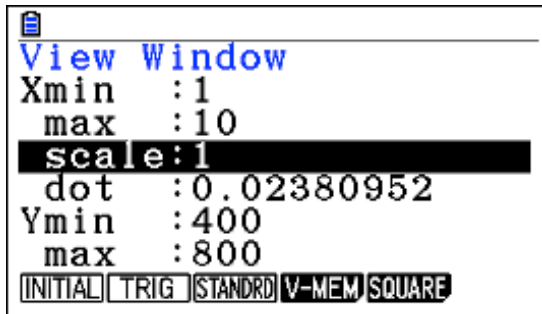 View Window
Xmin :1
max :10
scale:1
dot :0.02380952
Ymin :400
max :800
INITIAL TRIG STANDRD V-MEM SQUARE